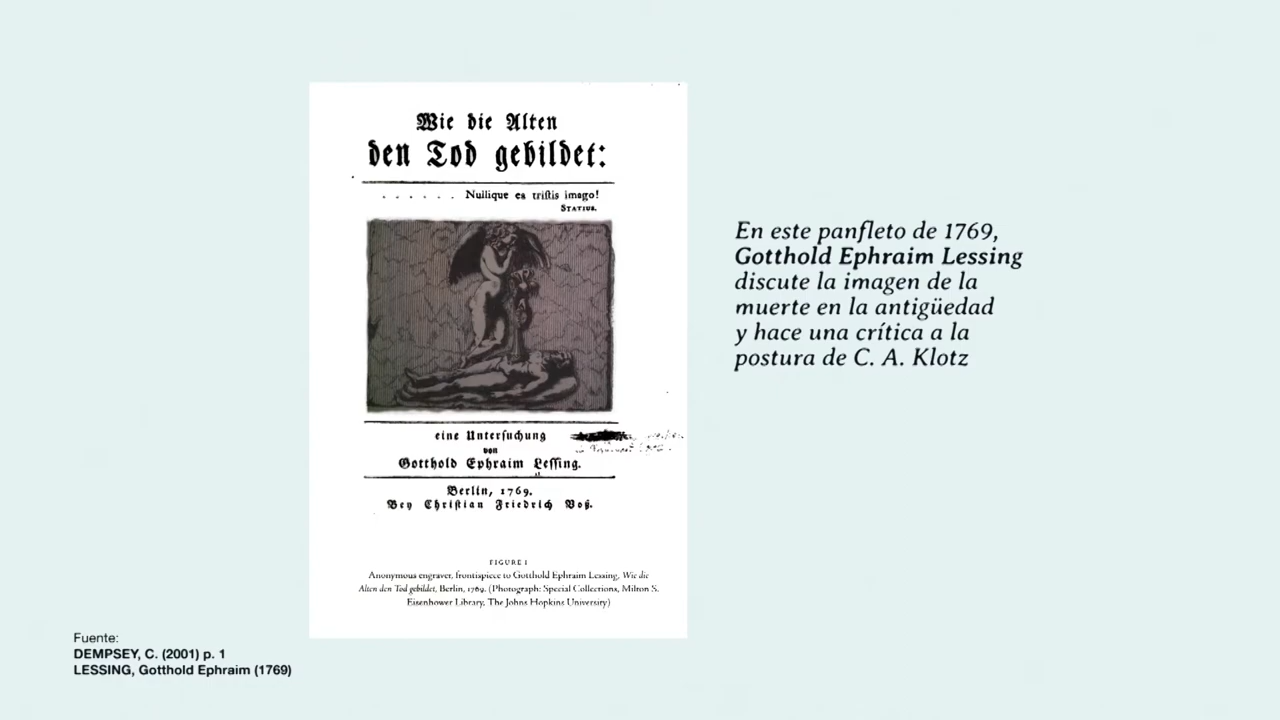 Wie die Alten
den Tod gebildet:
. . . . . . Nullique ea tristis imago!
STATIUS.
eine Untersuchung
von
Gotthold Ephraim Lessing.
Berlin, 1769.
Bey Christian Friedrich Voß.
FIGURE 1
Anonymous engraver, frontispiece to Gotthold Ephraim Lessing, Wie die
Alten den Tod gebildet, Berlin, 1769. (Photograph: Special Collections, Milton S.
Eisenhower Library, The Johns Hopkins University)
En este panfleto de 1769,
Gotthold Ephraim Lessing
discute la imagen de la
muerte en la antigüedad
y hace una crítica a la
postura de C. A. Klotz
Fuente:
DEMPSEY, C. (2001) p. 1
LESSING, Gotthold Ephraim (1769)